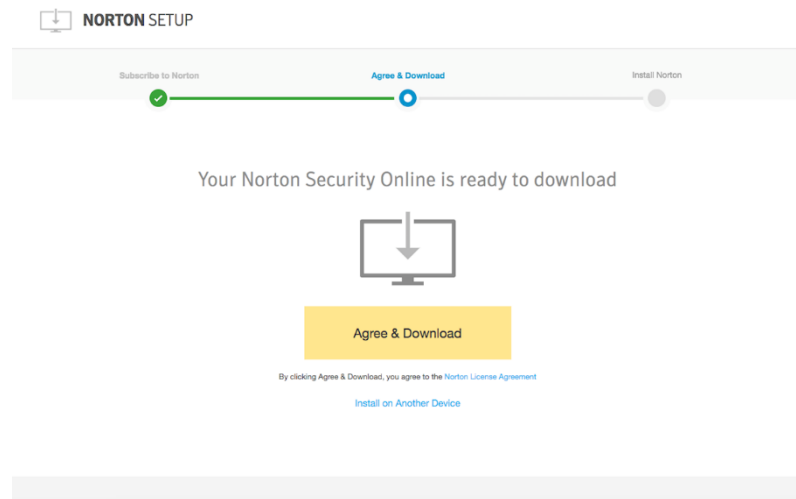 NORTON SETUP
Subscribe to Norton Agree & Download Install Norton
Your Norton Security Online is ready to download
Agree & Download
By clicking Agree & Download, you agree to the Norton License Agreement
Install on Another Device